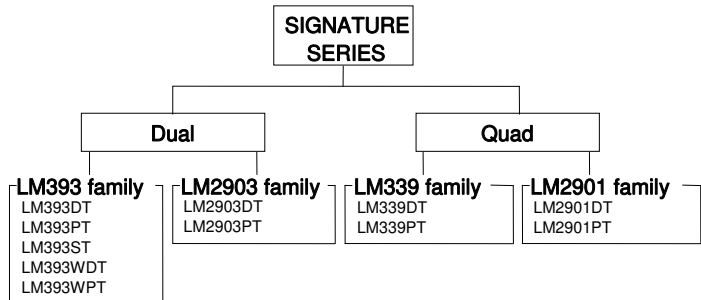 SIGNATURE
SERIES
Dual
Quad
LM393 family
LM393DT
LM393PT
LM393ST
LM393WDT
LM393WPT
LM2903 family
LM2903DT
LM2903PT
LM339 family
LM339DT
LM339PT
LM2901 family
LM2901DT
LM2901PT